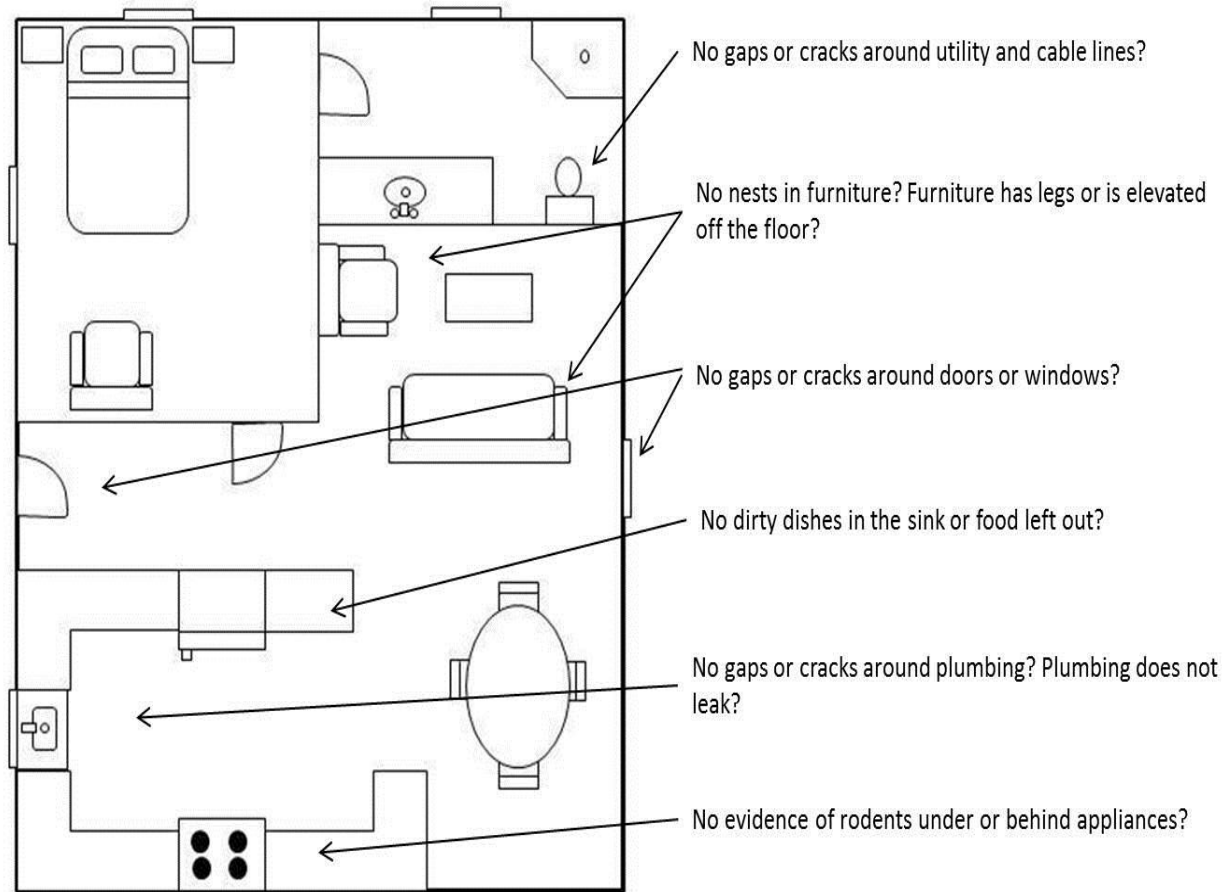 No gaps or cracks around utility and cable lines?
No nests in furniture? Furniture has legs or is elevated
off the floor?
No gaps or cracks around doors or windows?
No dirty dishes in the sink or food left out?
No gaps or cracks around plumbing? Plumbing does not
leak?
No evidence of rodents under or behind appliances?